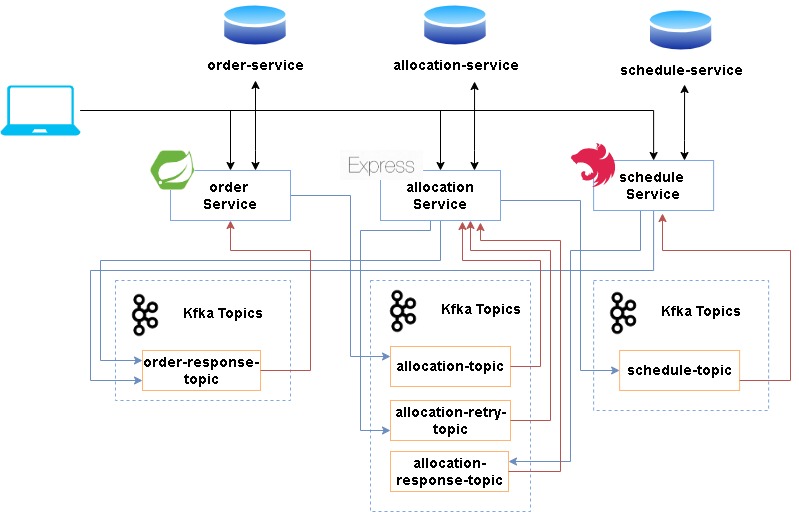 order-service
allocation-service
schedule-service
order
Service
Express
allocation
Service
schedule
Service
Kfka Topics
order-response-
topic
Kfka Topics
allocation-topic
allocation-retry-
topic
allocation-
response-topic
Kfka Topics
schedule-topic